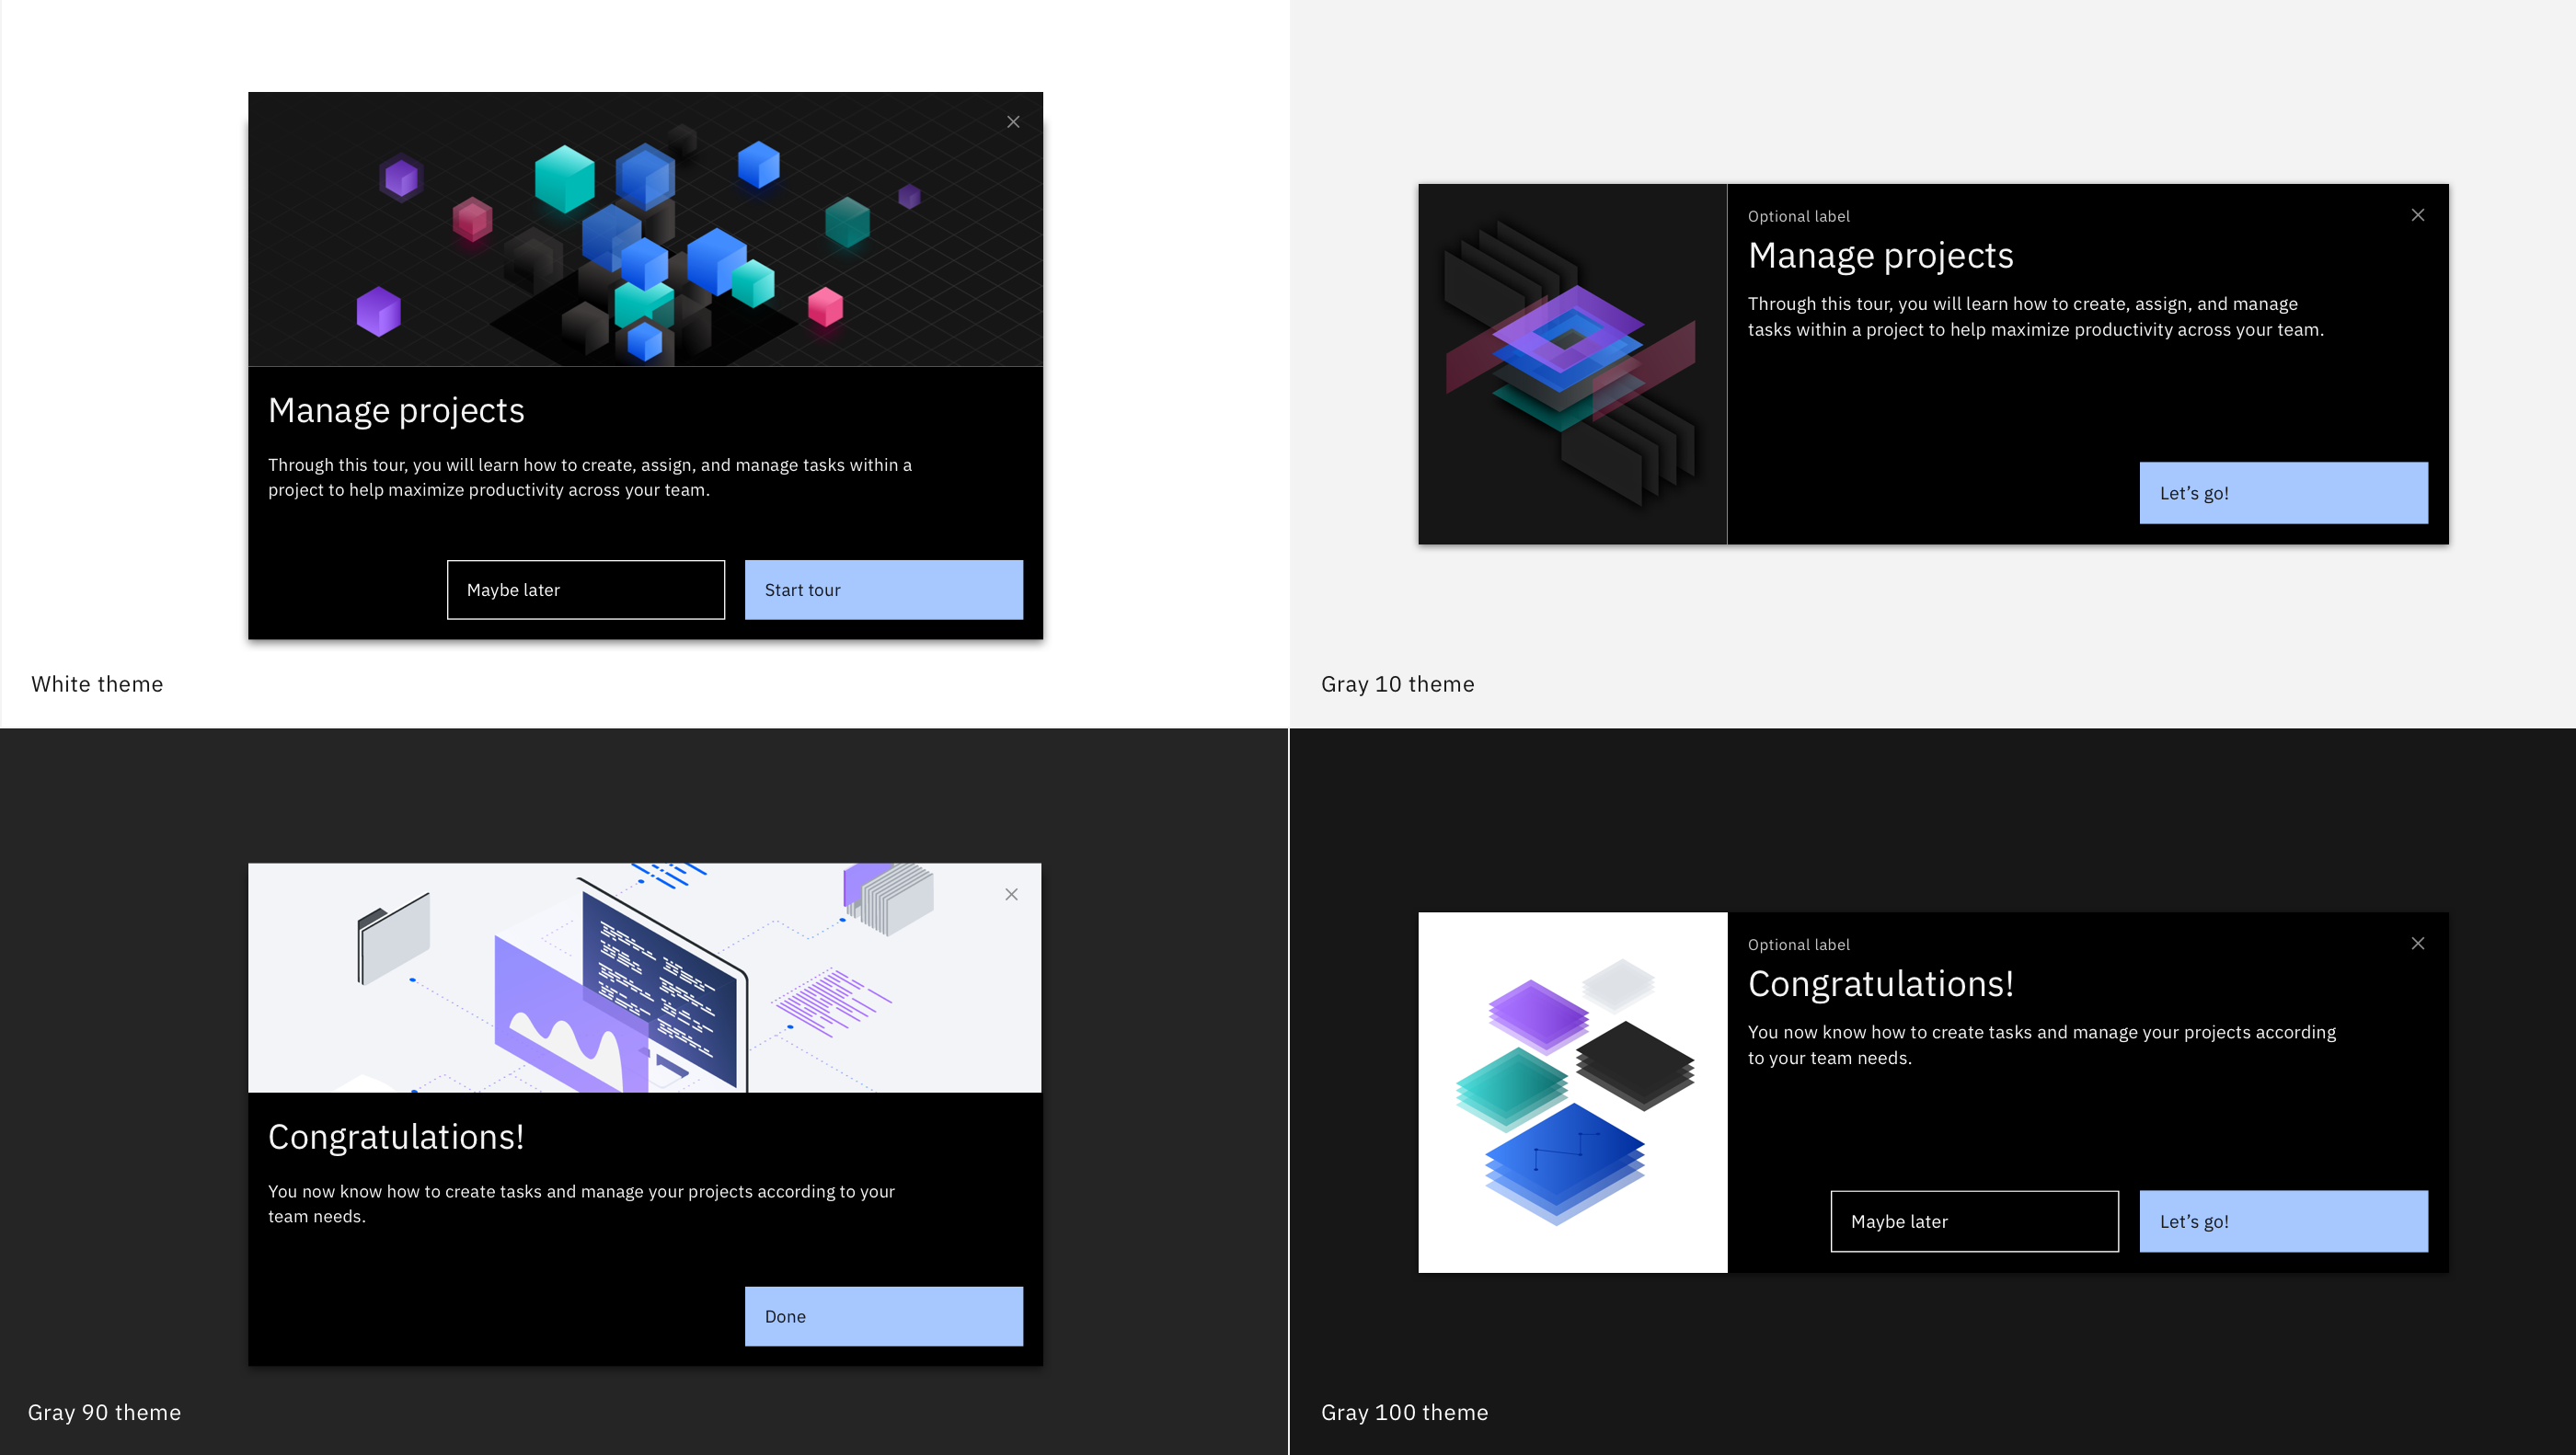 Manage projects
Through this tour, you will learn how to create, assign, and manage tasks within a
project to help maximize productivity across your team.
Maybe later
Start tour
White theme
Optional label
Manage projects
Through this tour, you will learn how to create, assign, and manage
tasks within a project to help maximize productivity across your team.
Let’s go!
Gray 10 theme
Congratulations!
You now know how to create tasks and manage your projects according to your
team needs.
Done
Gray 90 theme
Optional label
Congratulations!
You now know how to create tasks and manage your projects according
to your team needs.
Maybe later
Let’s go!
Gray 100 theme